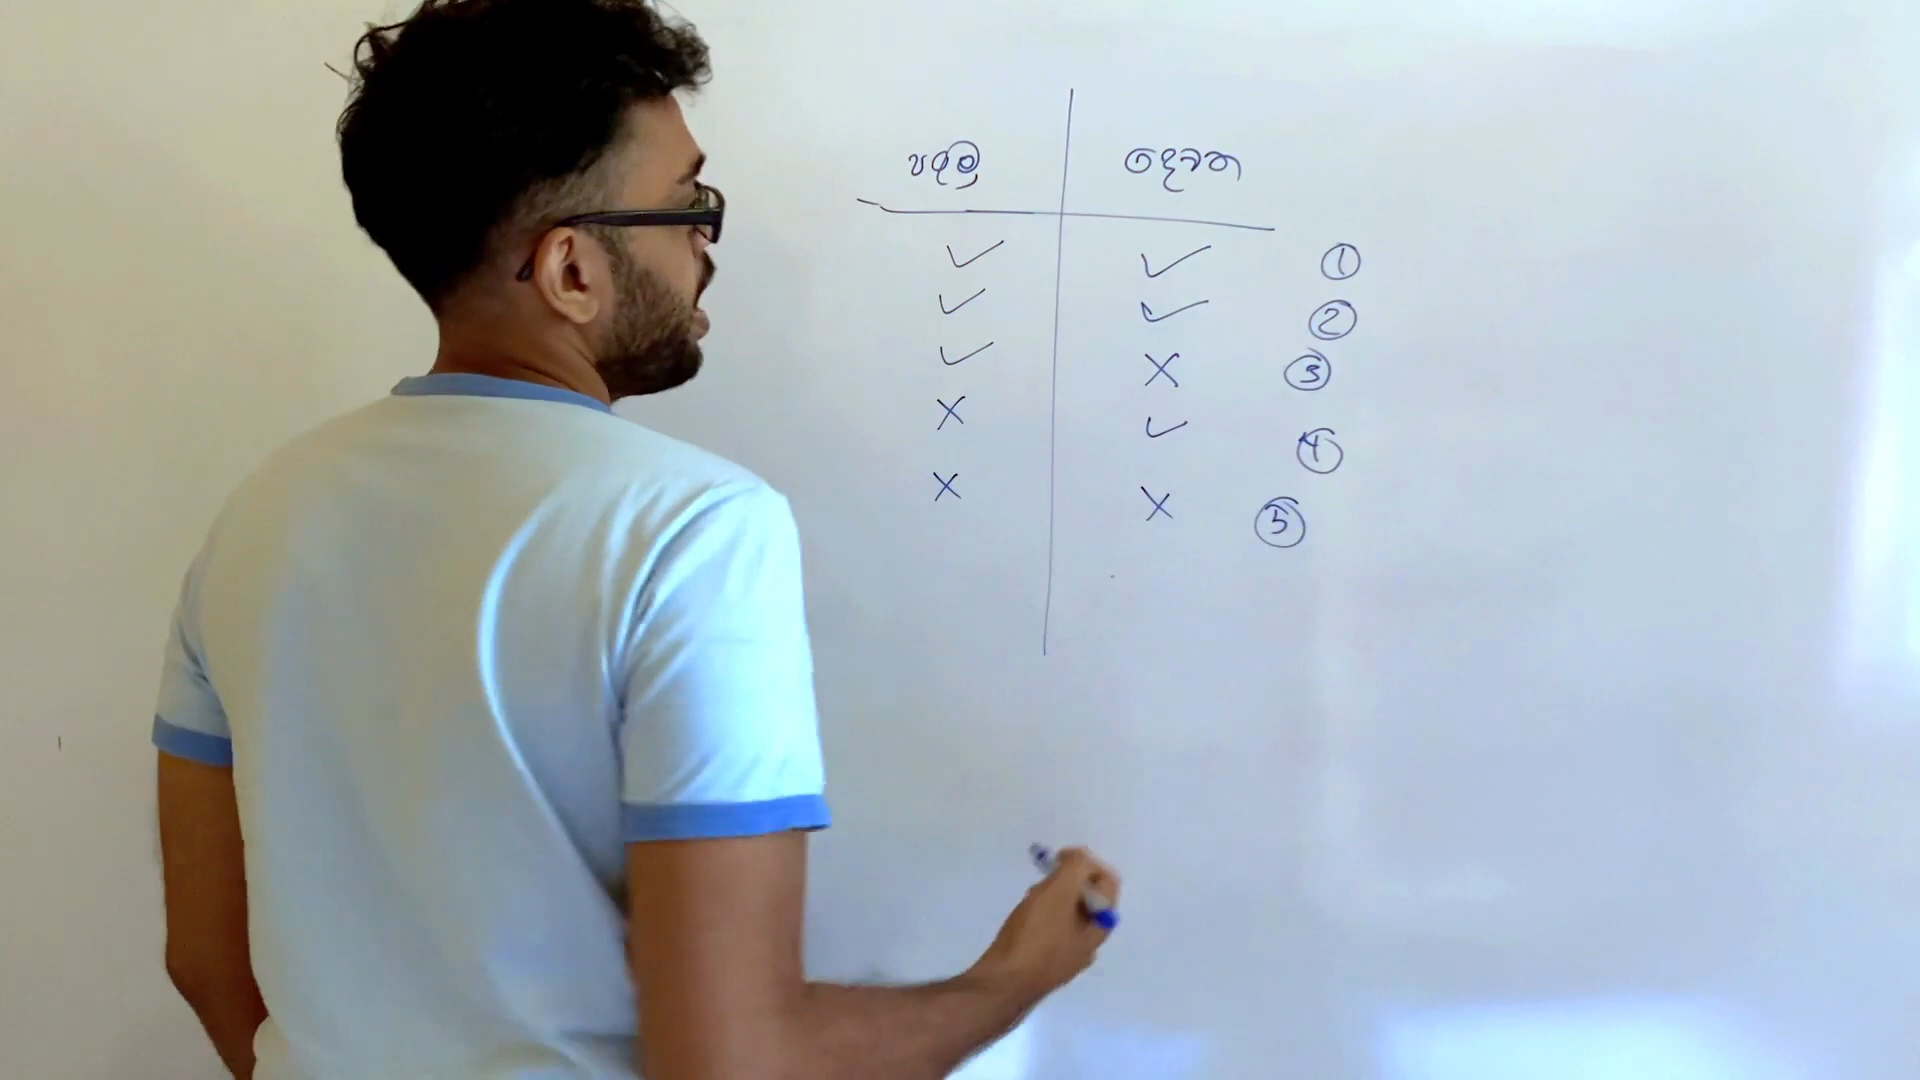 පළමු දෙවන
✓ ✓ ①
✓ ✓ ②
✓ X ③
X ✓ ④
X X ⑤